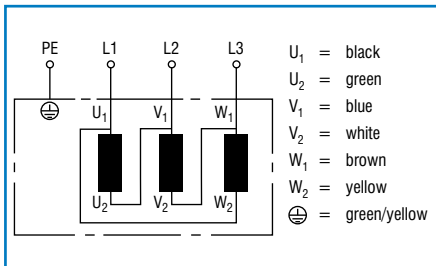 PE L1 L2 L3
U1 V1 W1
U2 V2 W2
U1 = black
U2 = green
V1 = blue
V2 = white
W1 = brown
W2 = yellow
⏚ = green/yellow